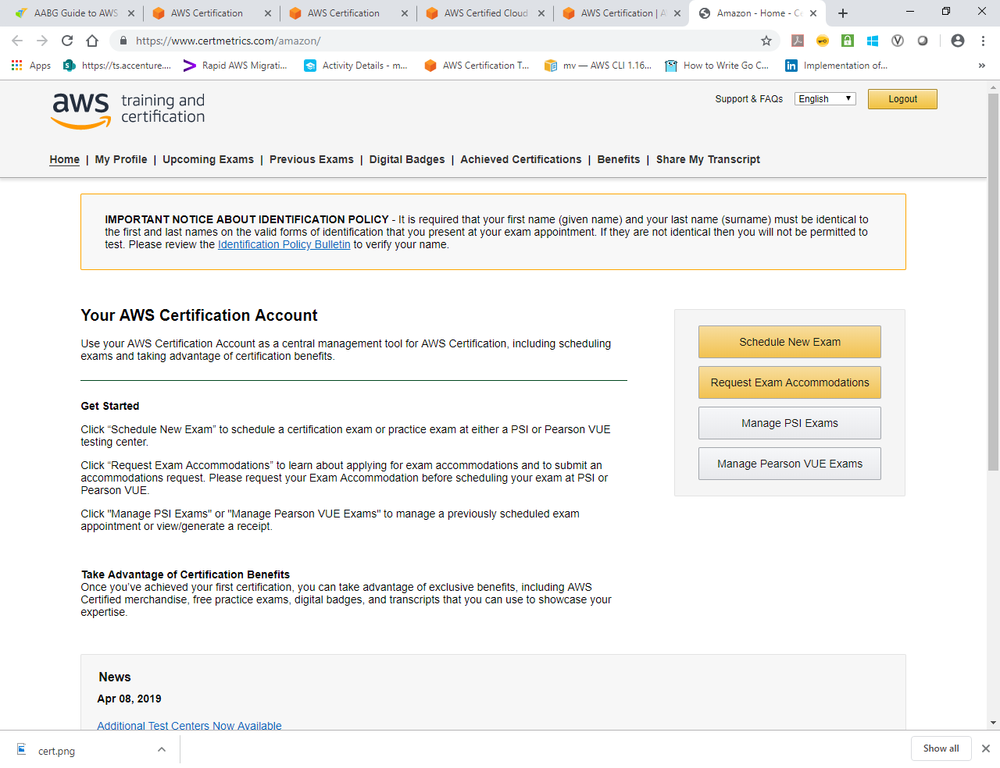 AABG Guide to AWS
AWS Certification
AWS Certification
AWS Certified Cloud
AWS Certification | A
Amazon - Home - Ce
https://www.certmetrics.com/amazon/
Apps
https://ts.accenture....
Rapid AWS Migrati...
Activity Details - m...
AWS Certification T...
mv — AWS CLI 1.16...
How to Write Go C...
Implementation of...
»
aws training and
certification
Support & FAQs
English
Logout
Home | My Profile | Upcoming Exams | Previous Exams | Digital Badges | Achieved Certifications | Benefits | Share My Transcript
IMPORTANT NOTICE ABOUT IDENTIFICATION POLICY - It is required that your first name (given name) and your last name (surname) must be identical to
the first and last names on the valid forms of identification that you present at your exam appointment. If they are not identical then you will not be permitted to
test. Please review the Identification Policy Bulletin to verify your name.
Your AWS Certification Account
Use your AWS Certification Account as a central management tool for AWS Certification, including scheduling
exams and taking advantage of certification benefits.
Get Started
Click “Schedule New Exam” to schedule a certification exam or practice exam at either a PSI or Pearson VUE
testing center.
Click “Request Exam Accommodations” to learn about applying for exam accommodations and to submit an
accommodations request. Please request your Exam Accommodation before scheduling your exam at PSI or
Pearson VUE.
Click "Manage PSI Exams" or "Manage Pearson VUE Exams" to manage a previously scheduled exam
appointment or view/generate a receipt.
Take Advantage of Certification Benefits
Once you’ve achieved your first certification, you can take advantage of exclusive benefits, including AWS
Certified merchandise, free practice exams, digital badges, and transcripts that you can use to showcase your
expertise.
Schedule New Exam
Request Exam Accommodations
Manage PSI Exams
Manage Pearson VUE Exams
News
Apr 08, 2019
Additional Test Centers Now Available
cert.png
Show all